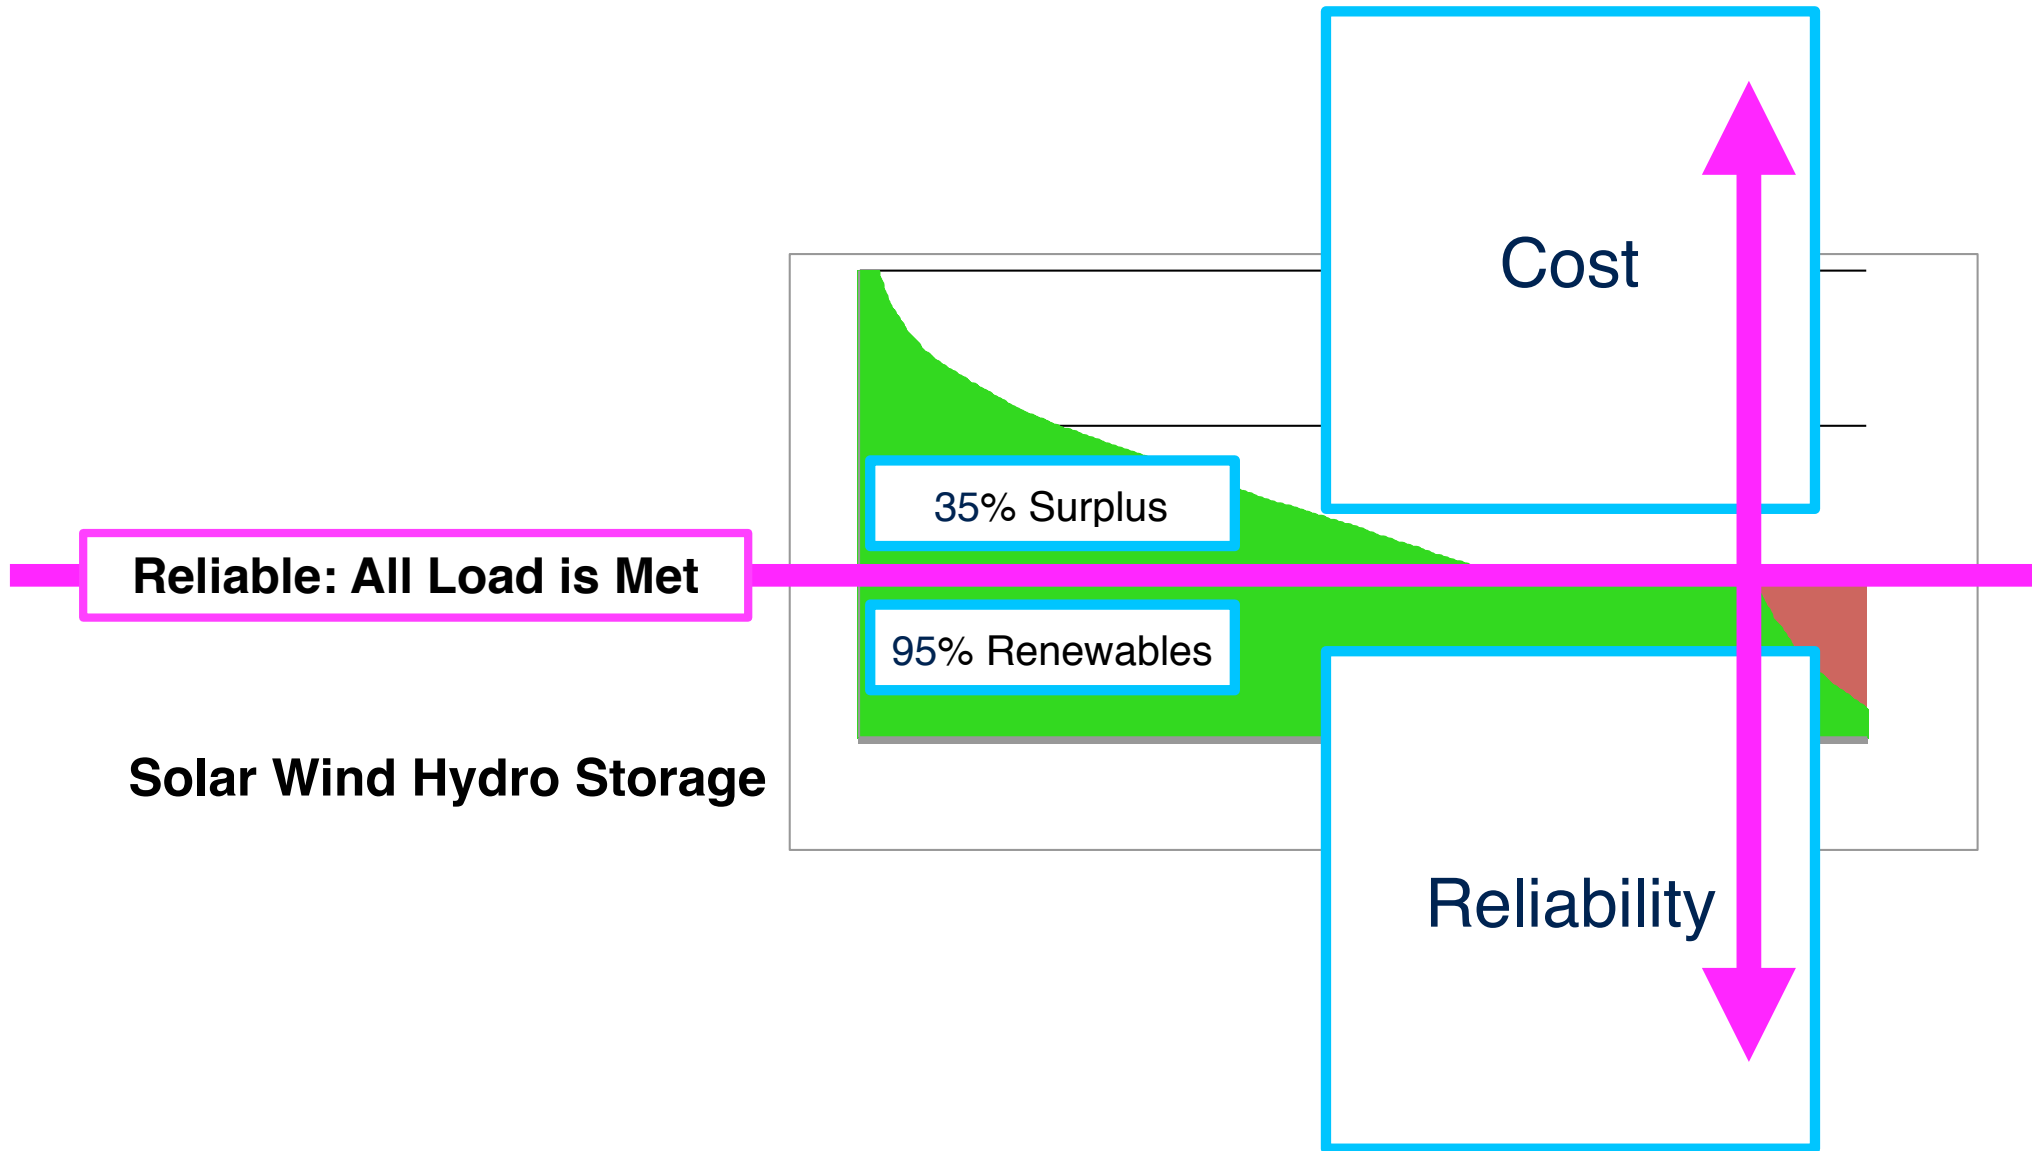 Cost
35% Surplus
Reliable: All Load is Met
95% Renewables
Solar Wind Hydro Storage
Reliability